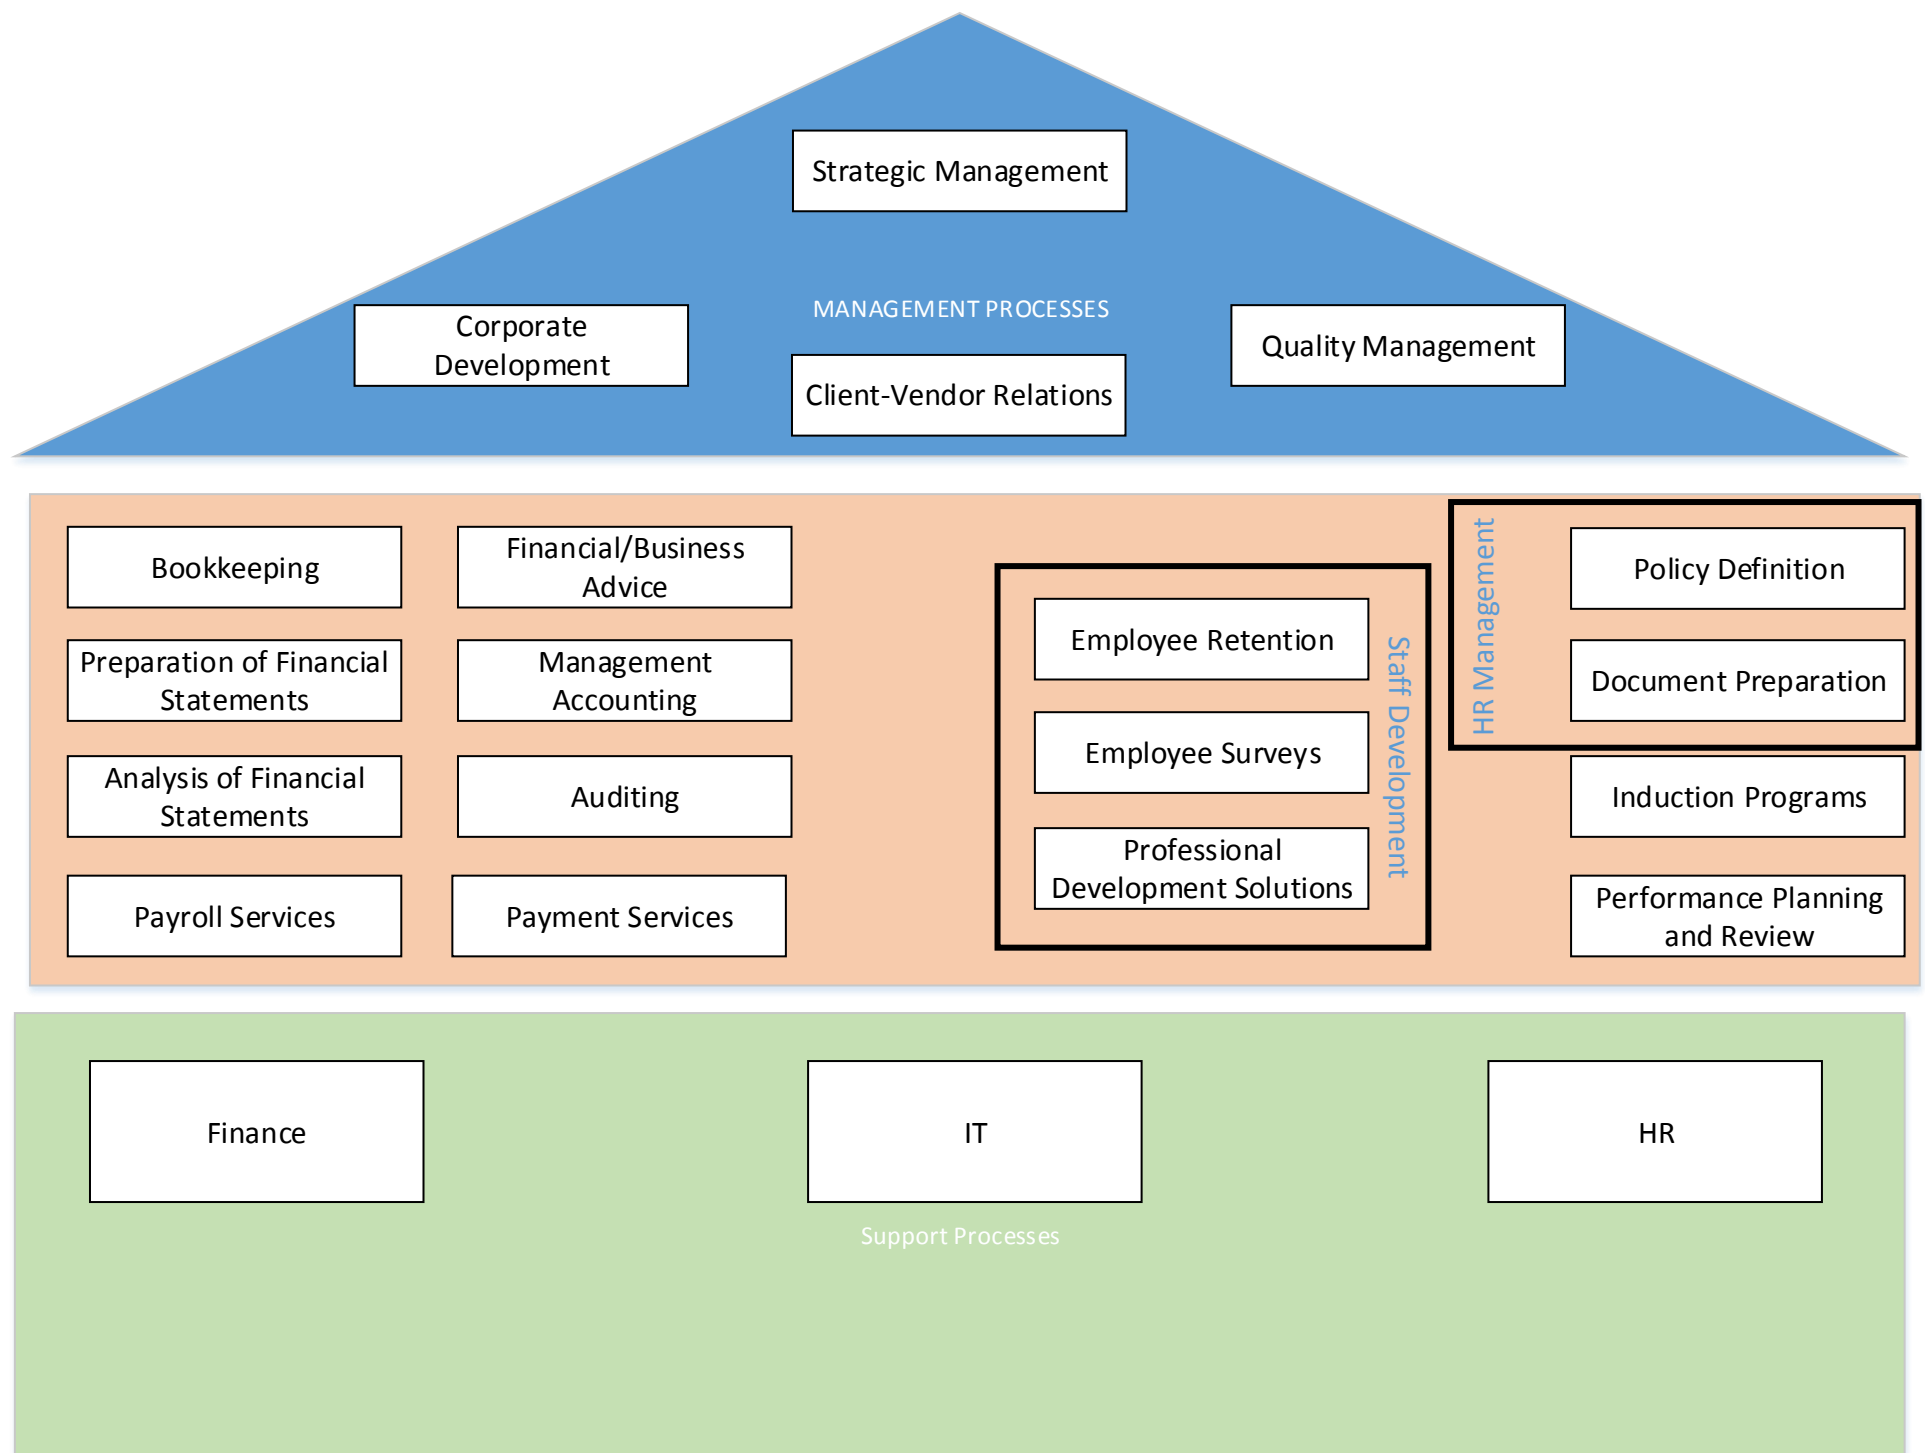 Strategic Management
MANAGEMENT PROCESSES
Corporate
Development
Client-Vendor Relations
Quality Management
Bookkeeping
Preparation of Financial
Statements
Analysis of Financial
Statements
Payroll Services
Financial/Business
Advice
Management
Accounting
Auditing
Payment Services
Employee Retention
Employee Surveys
Professional
Development Solutions
Staff Development
HR Management
Policy Definition
Document Preparation
Induction Programs
Performance Planning
and Review
Finance
IT
HR
Support Processes